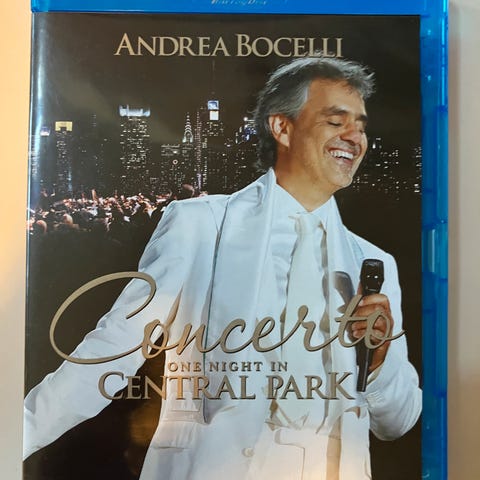 ANDREA BOCELLI
Concerto
ONE NIGHT IN
CENTRAL PARK